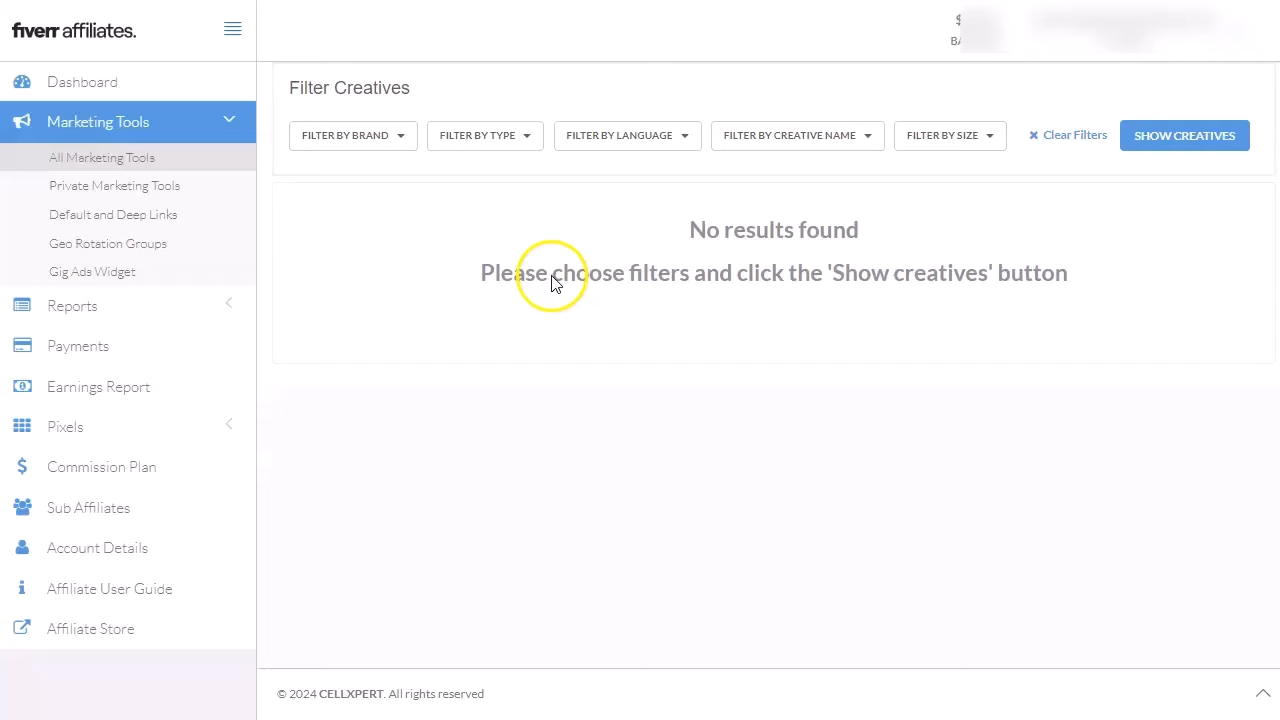 fiverr affiliates.
$
BA
Dashboard
Marketing Tools
All Marketing Tools
Private Marketing Tools
Default and Deep Links
Geo Rotation Groups
Gig Ads Widget
Reports
Payments
Earnings Report
Pixels
Commission Plan
Sub Affiliates
Account Details
Affiliate User Guide
Affiliate Store
Filter Creatives
FILTER BY BRAND
FILTER BY TYPE
FILTER BY LANGUAGE
FILTER BY CREATIVE NAME
FILTER BY SIZE
Clear Filters
SHOW CREATIVES
No results found
Please choose filters and click the 'Show creatives' button
© 2024 CELLXPERT. All rights reserved